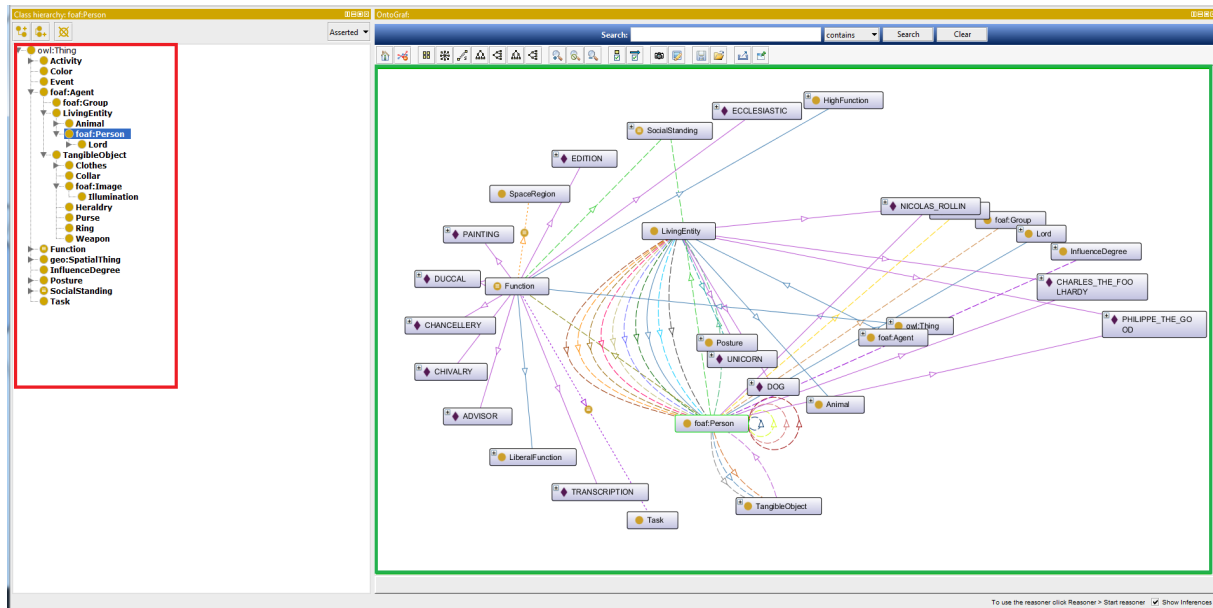 Class hierarchy: foaf:Person
Asserted
owl:Thing
Activity
Color
Event
foaf:Agent
foaf:Group
LivingEntity
Animal
foaf:Person
Lord
TangibleObject
Clothes
Collar
foaf:Image
Illumination
Heraldry
Purse
Ring
Weapon
Function
geo:SpatialThing
InfluenceDegree
Posture
SocialStanding
Task
OntoGraf:
Search:
contains
Search
Clear
HighFunction
ECCLESIASTIC
SocialStanding
EDITION
SpaceRegion
NICOLAS_ROLLIN
foaf:Group
LivingEntity
Lord
PAINTING
InfluenceDegree
DUCCAL
Function
CHARLES_THE_FOO
LHARDY
PHILIPPE_THE_GO
OD
CHANCELLERY
owl:Thing
foaf:Agent
Posture
UNICORN
CHIVALRY
DOG
Animal
ADVISOR
foaf:Person
LiberalFunction
TRANSCRIPTION
TangibleObject
Task
To use the reasoner click Reasoner > Start reasoner
Show Inferences